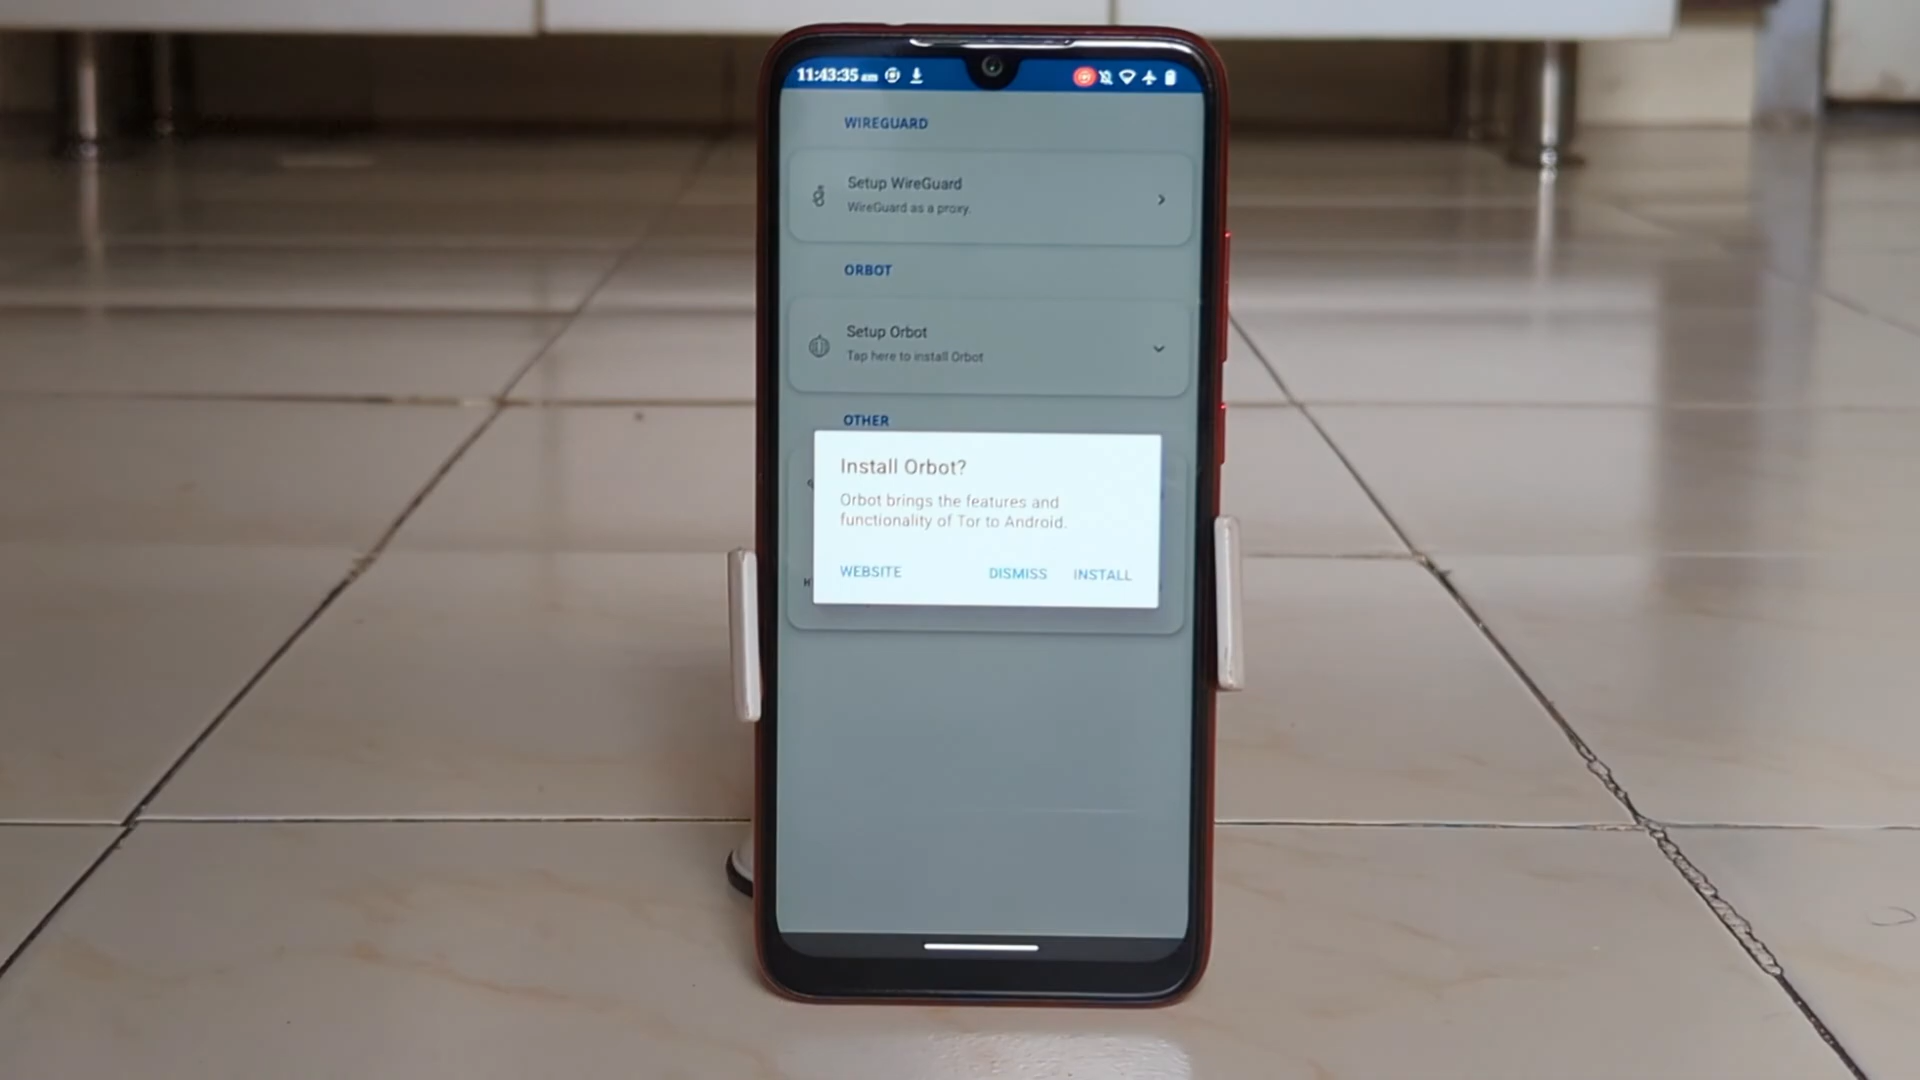 11:43:35 am
WIREGUARD
Setup WireGuard
WireGuard as a proxy.
ORBOT
Setup Orbot
Tap here to install Orbot
OTHER
Install Orbot?
Orbot brings the features and
functionality of Tor to Android.
WEBSITE DISMISS INSTALL